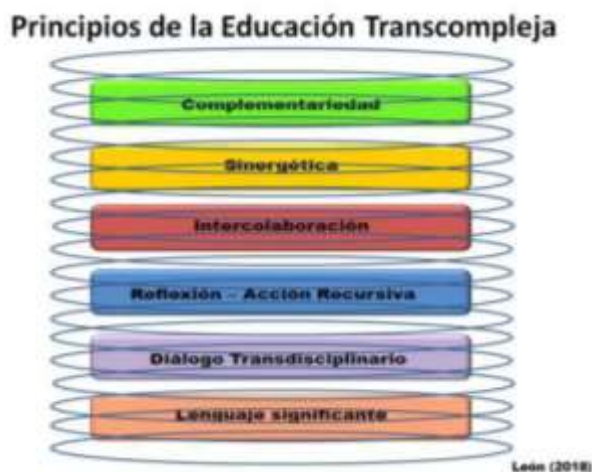 Principios de la Educación Transcompleja
Complementariedad
Sinergética
Intercolaboración
Reflexión – Acción Recursiva
Diálogo Transdisciplinario
Lenguaje significante
León (2018)